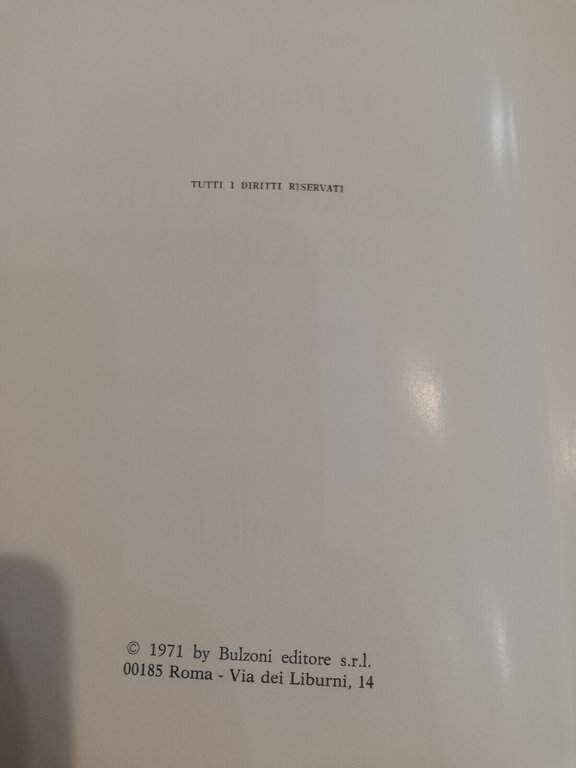 TUTTI I DIRITTI RISERVATI
© 1971 by Bulzoni editore s.r.l.
00185 Roma - Via dei Liburni, 14